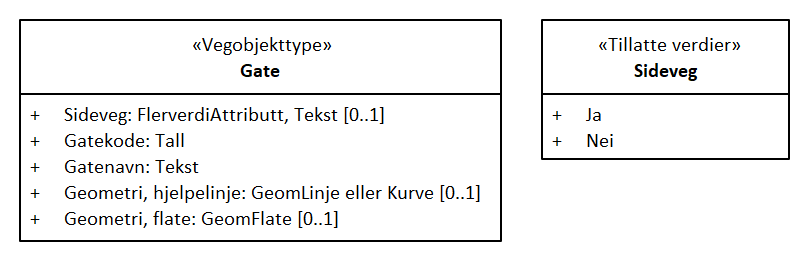 «Vegobjekttype»
Gate
+ Sideveg: FlerverdiAttributt, Tekst [0..1]
+ Gatekode: Tall
+ Gatenavn: Tekst
+ Geometri, hjelpelinje: GeomLinje eller Kurve [0..1]
+ Geometri, flate: GeomFlate [0..1]
«Tillatte verdier»
Sideveg
+ Ja
+ Nei